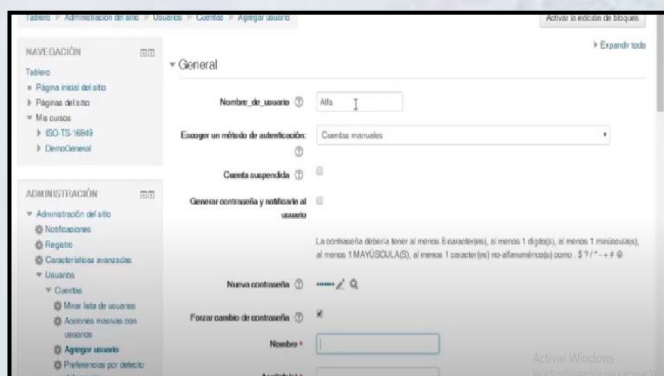 Tablero Administración del sitio Usuarios Cuentas Agregar usuario
Activar la edición de bloques
NAVEGACIÓN
Tablero
Página inicial del sitio
Páginas del sitio
Mis cursos
ISO-TS-16949
DemoGeneral
ADMINISTRACIÓN
Administración del sitio
Notificaciones
Registro
Características avanzadas
Usuarios
Cuentas
Mirar lista de usuarios
Acciones masivas con
usuarios
Agregar usuario
Preferencias por defecto
Expandir todo
General
Nombre_de_usuario
Alfa
Escoger un método de autenticación:
Cuentas manuales
Cuenta suspendida
Generar contraseña y notificarle al
usuario
La contraseña debería tener al menos 8 caracter(es), al menos 1 dígito(s), al menos 1 minúscula(s),
al menos 1 MAYÚSCULA(S), al menos 1 caracter(es) no-alfanumérico(s) como . $ ? / * - + # @
Nueva contraseña
Forzar cambio de contraseña
Nombre *
Activar Windows